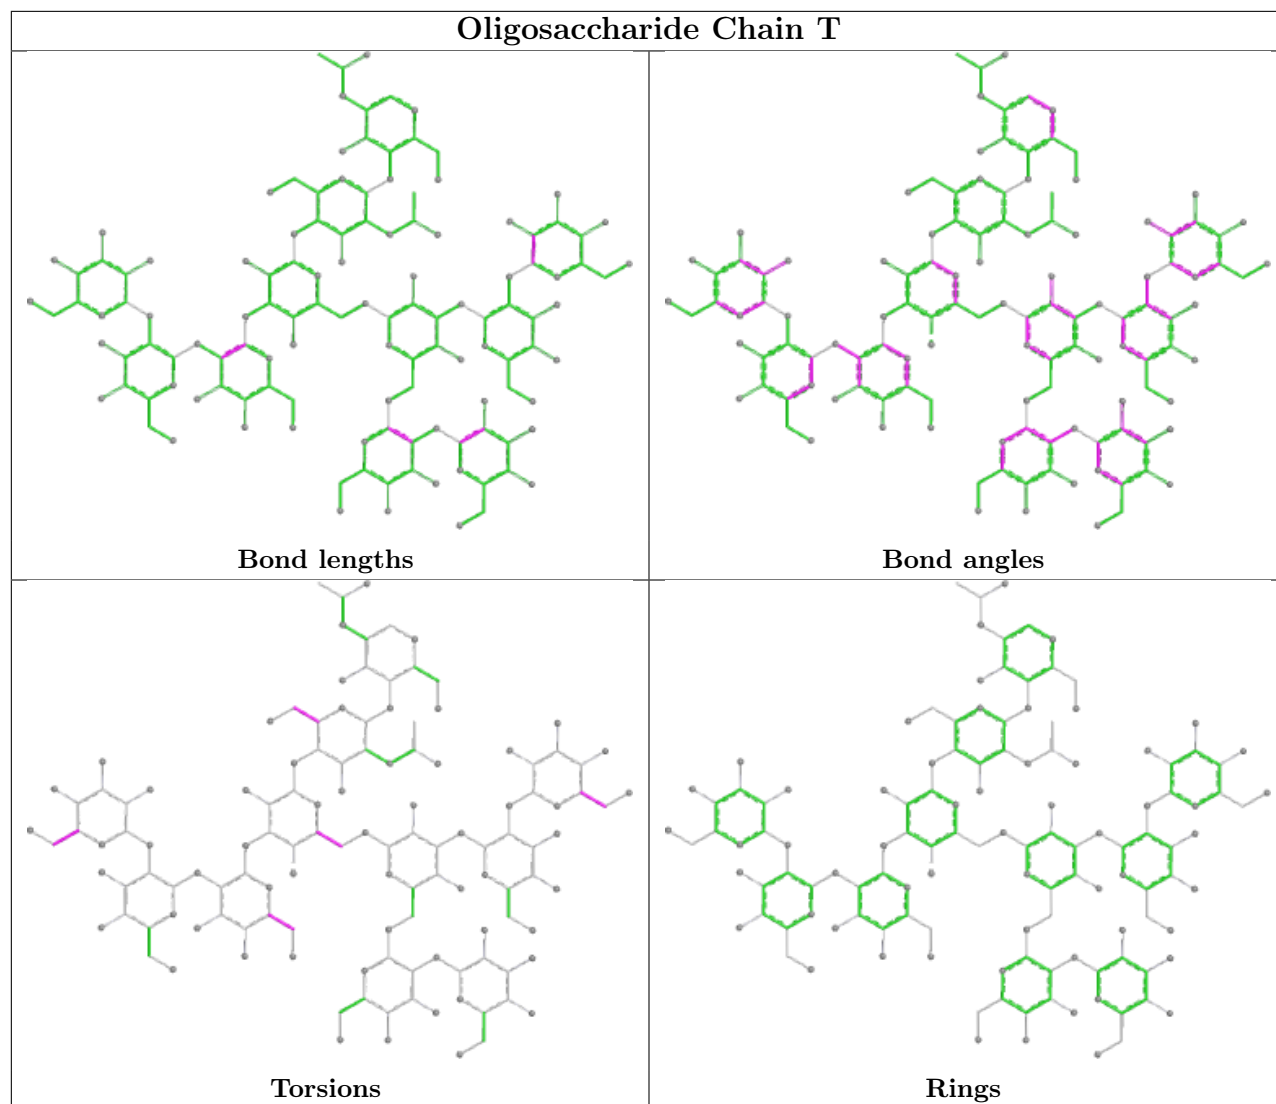 Oligosaccharide Chain T
Bond lengths
Bond angles
Torsions
Rings